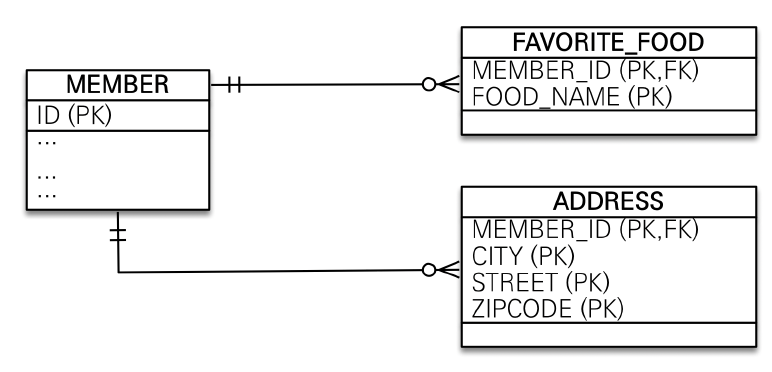 MEMBER
ID (PK)
...
...
...
FAVORITE_FOOD
MEMBER_ID (PK,FK)
FOOD_NAME (PK)
ADDRESS
MEMBER_ID (PK,FK)
CITY (PK)
STREET (PK)
ZIPCODE (PK)